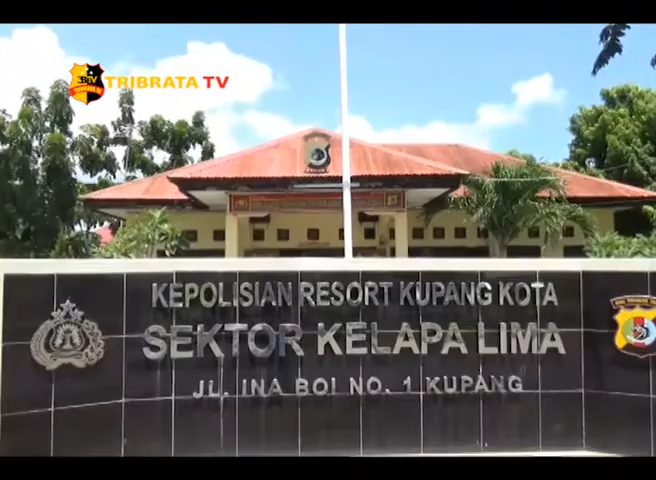 TRIBRATA TV
KEPOLISIAN RESORT KUPANG KOTA
SEKTOR KELAPA LIMA
JL. INA BOI NO. 1 KUPANG